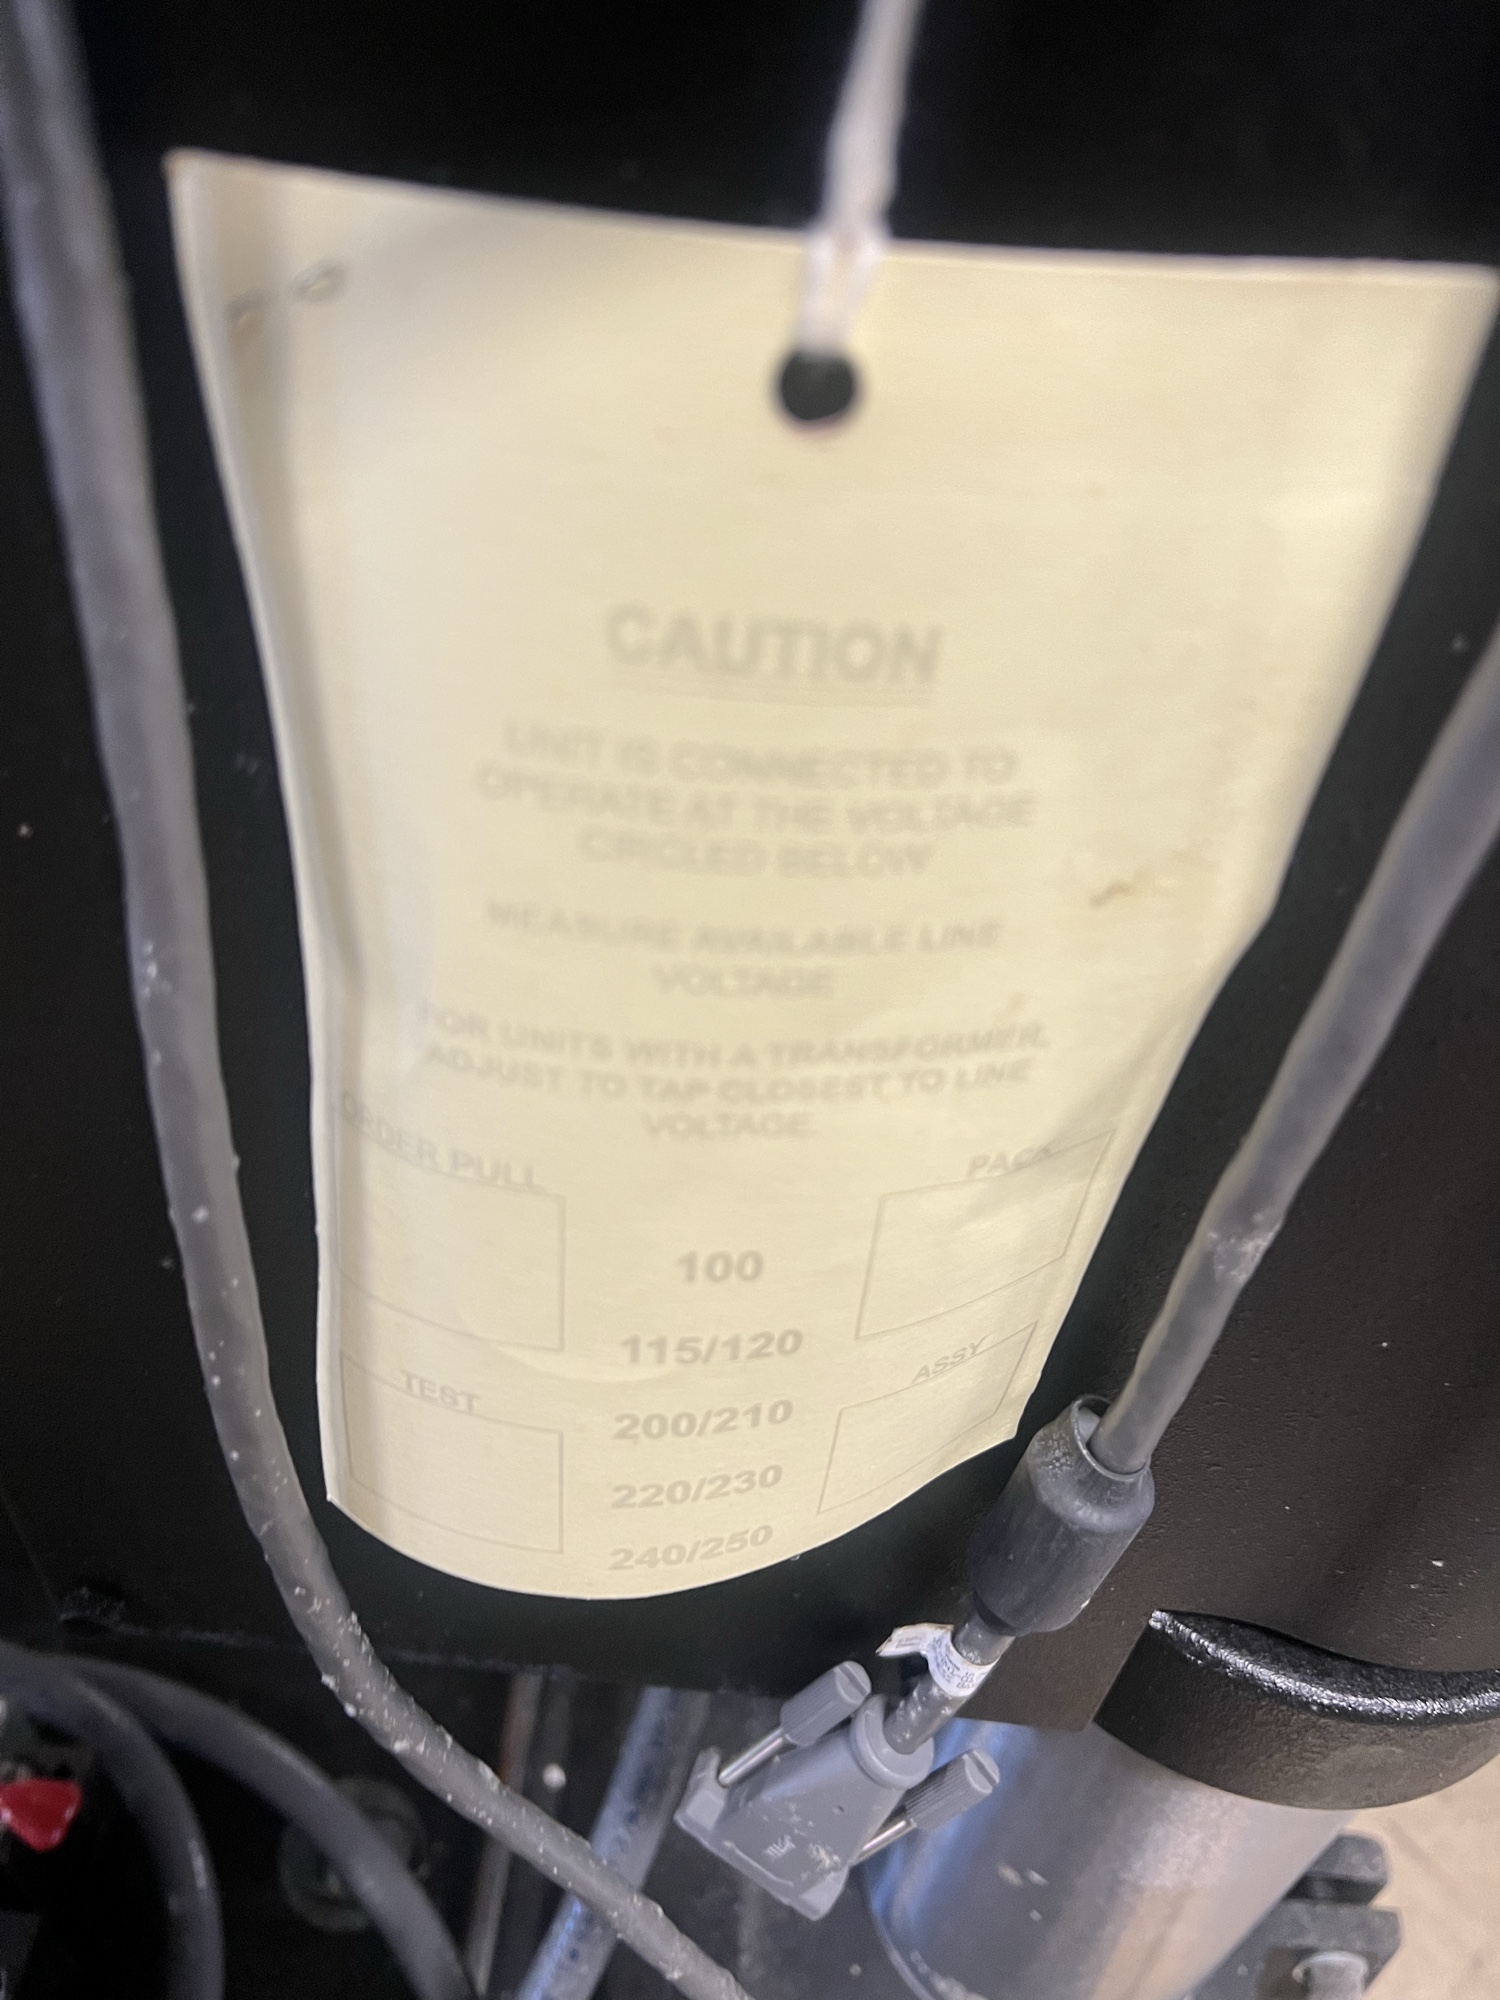 CAUTION
UNIT IS CONNECTED TO
OPERATE AT THE VOLTAGE
CIRCLED BELOW
MEASURE AVAILABLE LINE
VOLTAGE
FOR UNITS WITH A TRANSFORMER,
ADJUST TO TAP CLOSEST TO LINE
VOLTAGE.
ORDER PULL
PACK
100
115/120
TEST
ASSY
200/210
220/230
240/250